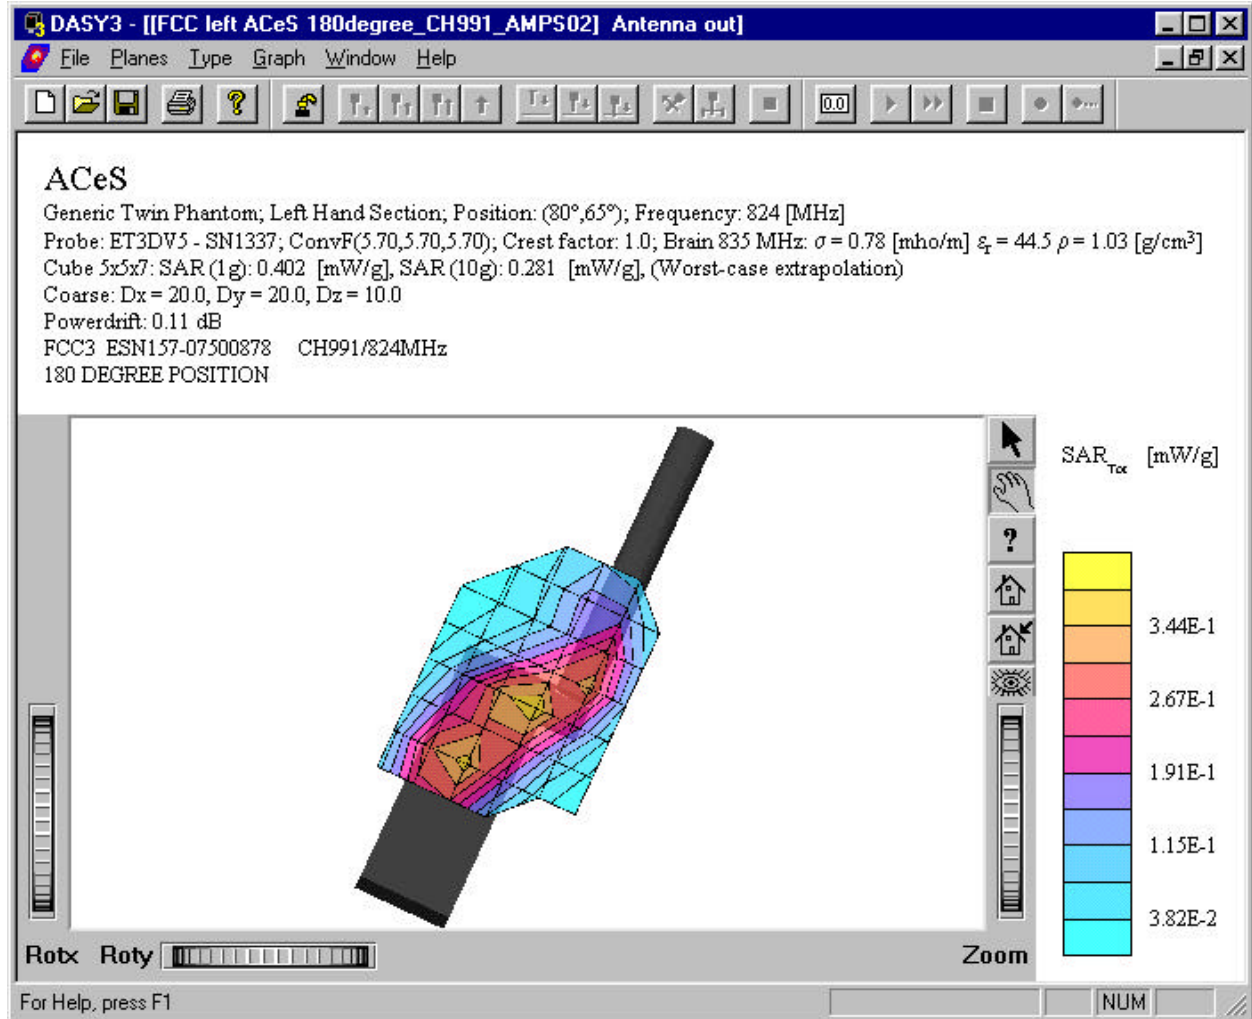 DASY3 - [[FCC left ACeS 180degree_CH991_AMPS02] Antenna out]
File Planes Type Graph Window Help
0.0
ACeS
Generic Twin Phantom; Left Hand Section; Position: (80°,65°); Frequency: 824 [MHz]
Probe: ET3DV5 - SN1337; ConvF(5.70,5.70,5.70); Crest factor: 1.0; Brain 835 MHz: σ = 0.78 [mho/m] εr = 44.5 ρ = 1.03 [g/cm³]
Cube 5x5x7: SAR (1g): 0.402 [mW/g], SAR (10g): 0.281 [mW/g], (Worst-case extrapolation)
Coarse: Dx = 20.0, Dy = 20.0, Dz = 10.0
Powerdrift: 0.11 dB
FCC3 ESN157-07500878 CH991/824MHz
180 DEGREE POSITION
SARTot [mW/g]
3.44E-1
2.67E-1
1.91E-1
1.15E-1
3.82E-2
Rotx Roty Zoom
For Help, press F1 NUM